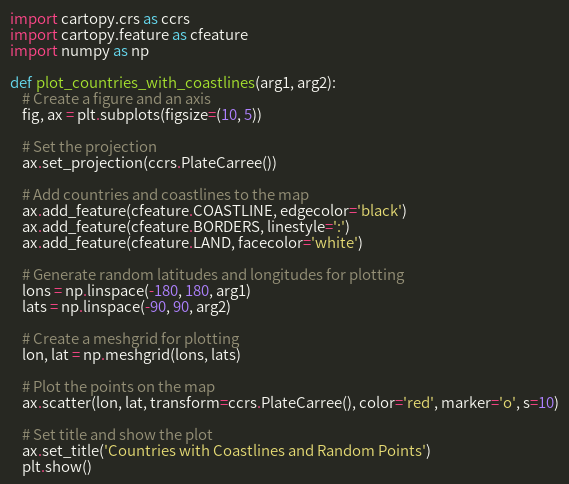 import cartopy.crs as ccrs
import cartopy.feature as cfeature
import numpy as np

def plot_countries_with_coastlines(arg1, arg2):
    # Create a figure and an axis
    fig, ax = plt.subplots(figsize=(10, 5))

    # Set the projection
    ax.set_projection(ccrs.PlateCarree())

    # Add countries and coastlines to the map
    ax.add_feature(cfeature.COASTLINE, edgecolor='black')
    ax.add_feature(cfeature.BORDERS, linestyle=':')
    ax.add_feature(cfeature.LAND, facecolor='white')

    # Generate random latitudes and longitudes for plotting
    lons = np.linspace(-180, 180, arg1)
    lats = np.linspace(-90, 90, arg2)

    # Create a meshgrid for plotting
    lon, lat = np.meshgrid(lons, lats)

    # Plot the points on the map
    ax.scatter(lon, lat, transform=ccrs.PlateCarree(), color='red', marker='o', s=10)

    # Set title and show the plot
    ax.set_title('Countries with Coastlines and Random Points')
    plt.show()